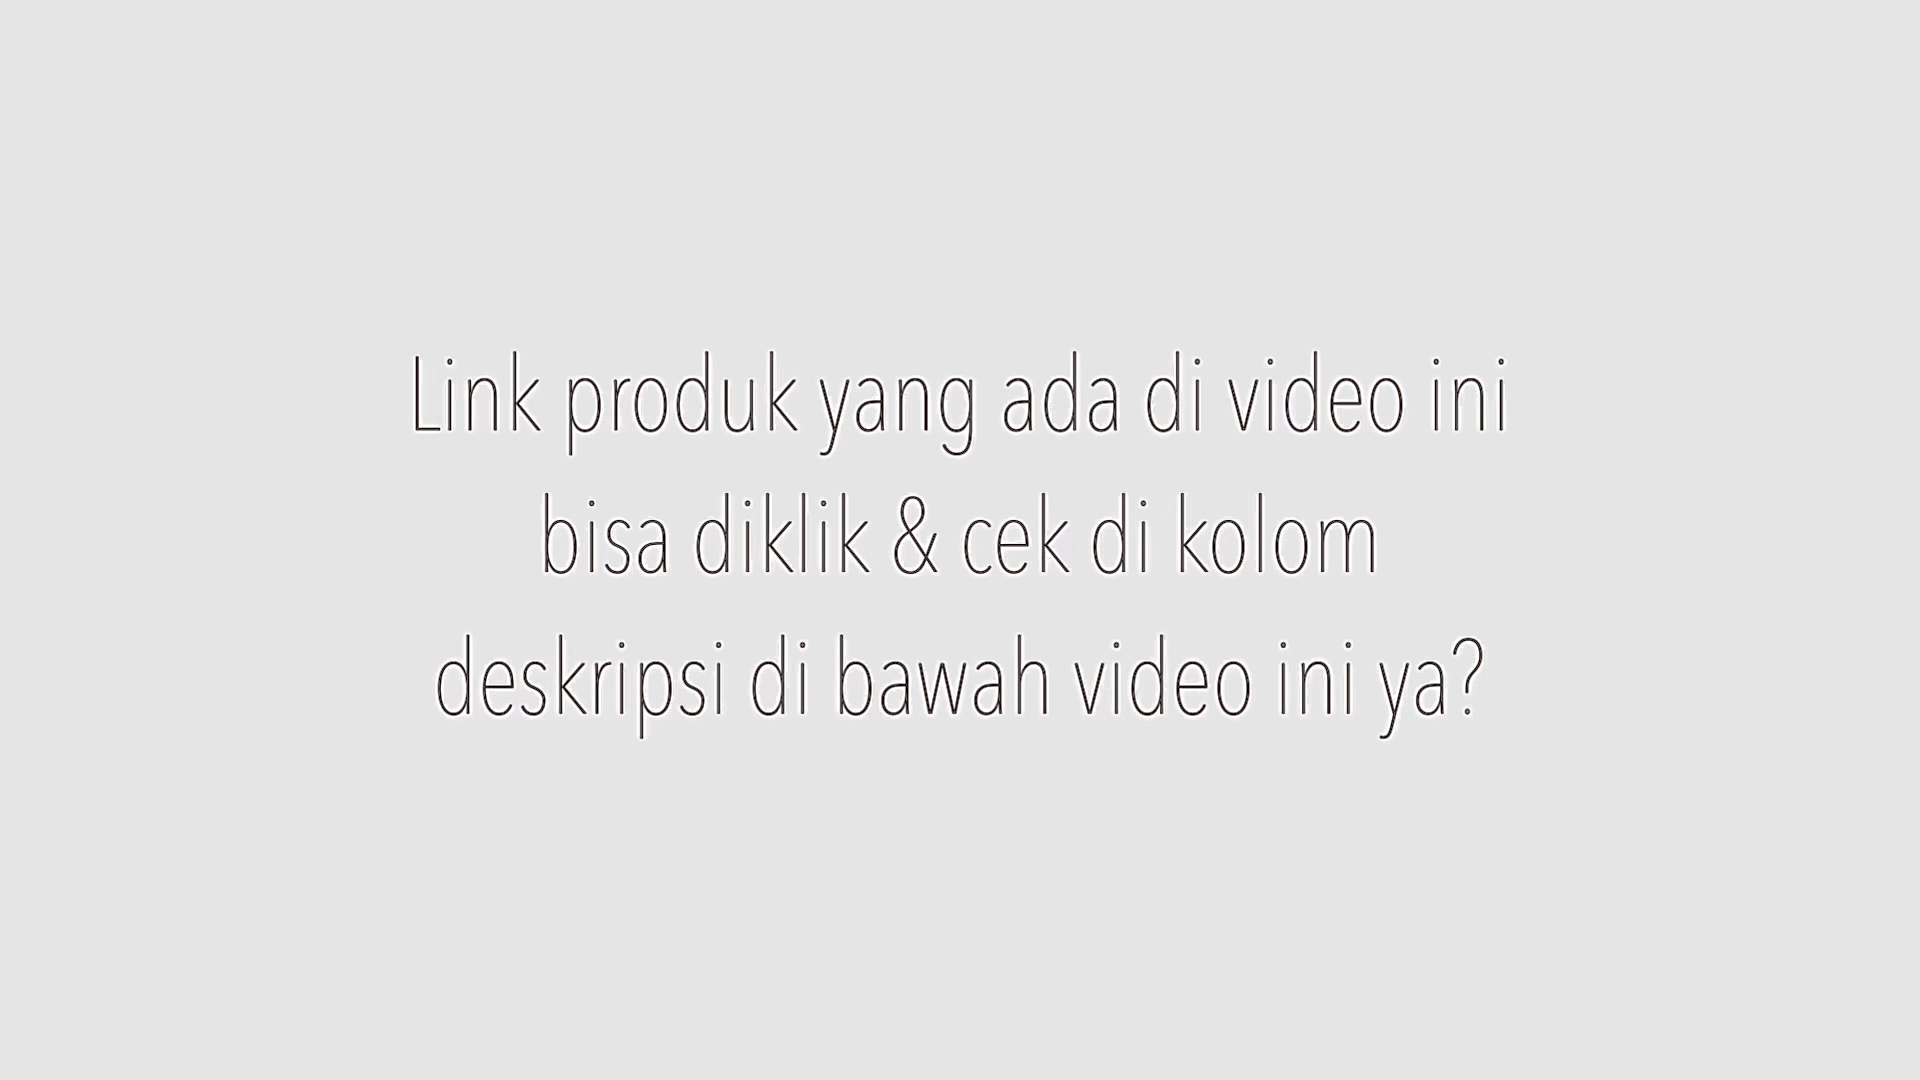 Link produk yang ada di video ini
bisa diklik & cek di kolom
deskripsi di bawah video ini ya?